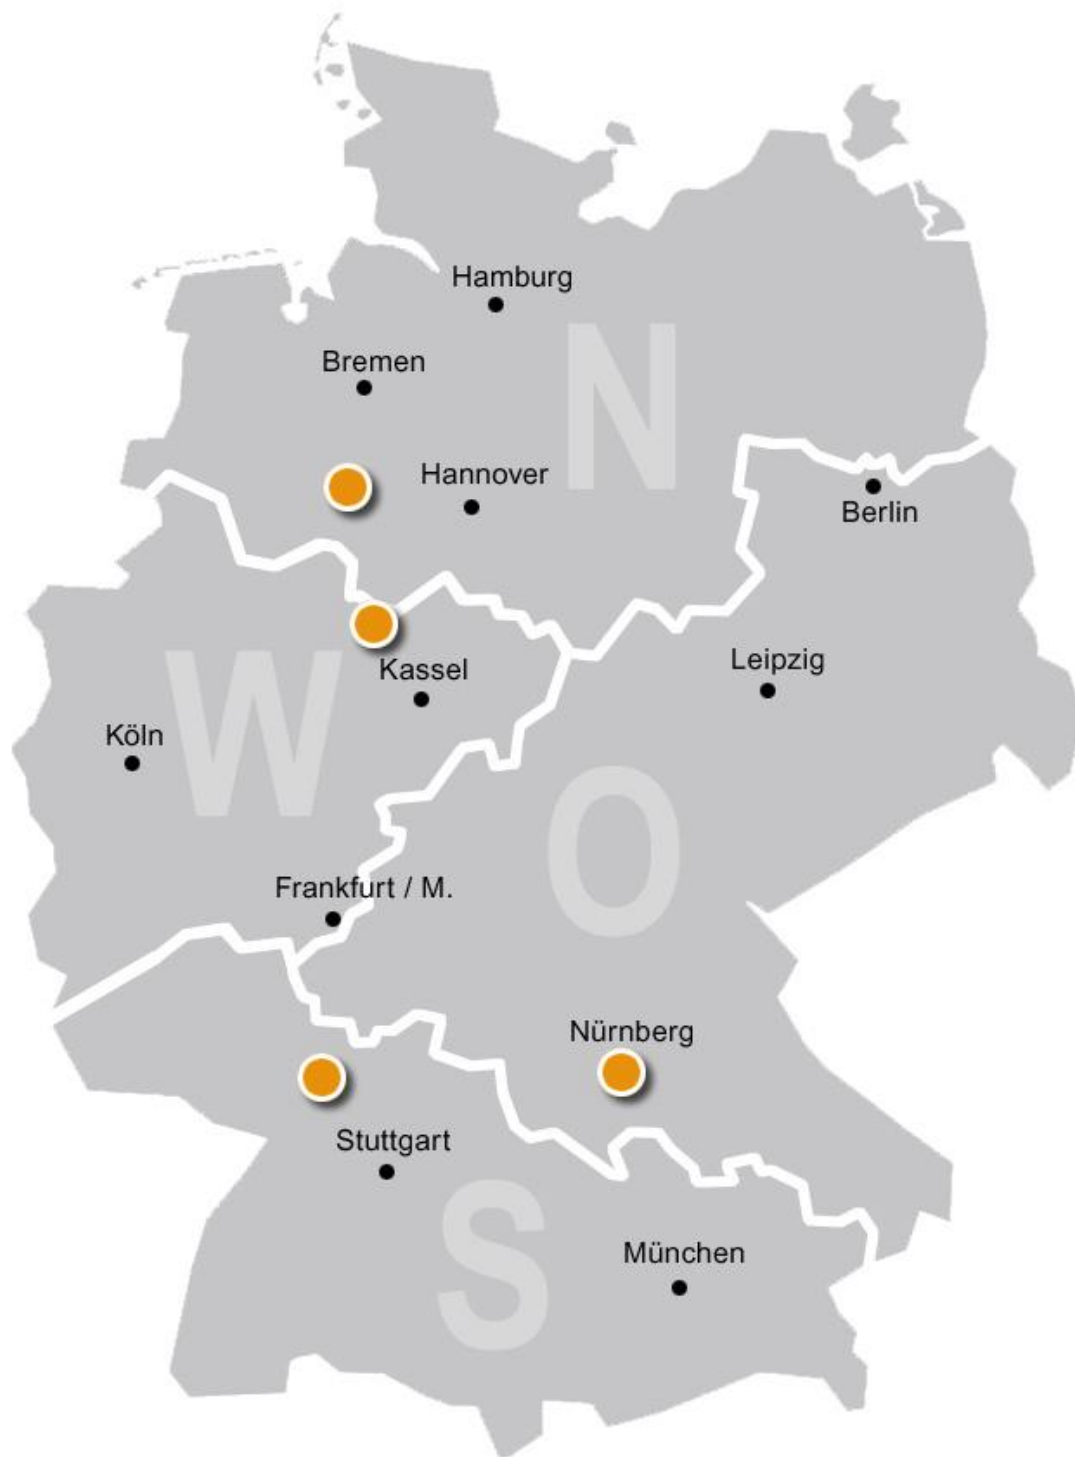 Hamburg
N
Bremen
Hannover
Berlin
W
Kassel
Leipzig
Köln
O
Frankfurt / M.
Nürnberg
Stuttgart
S
München